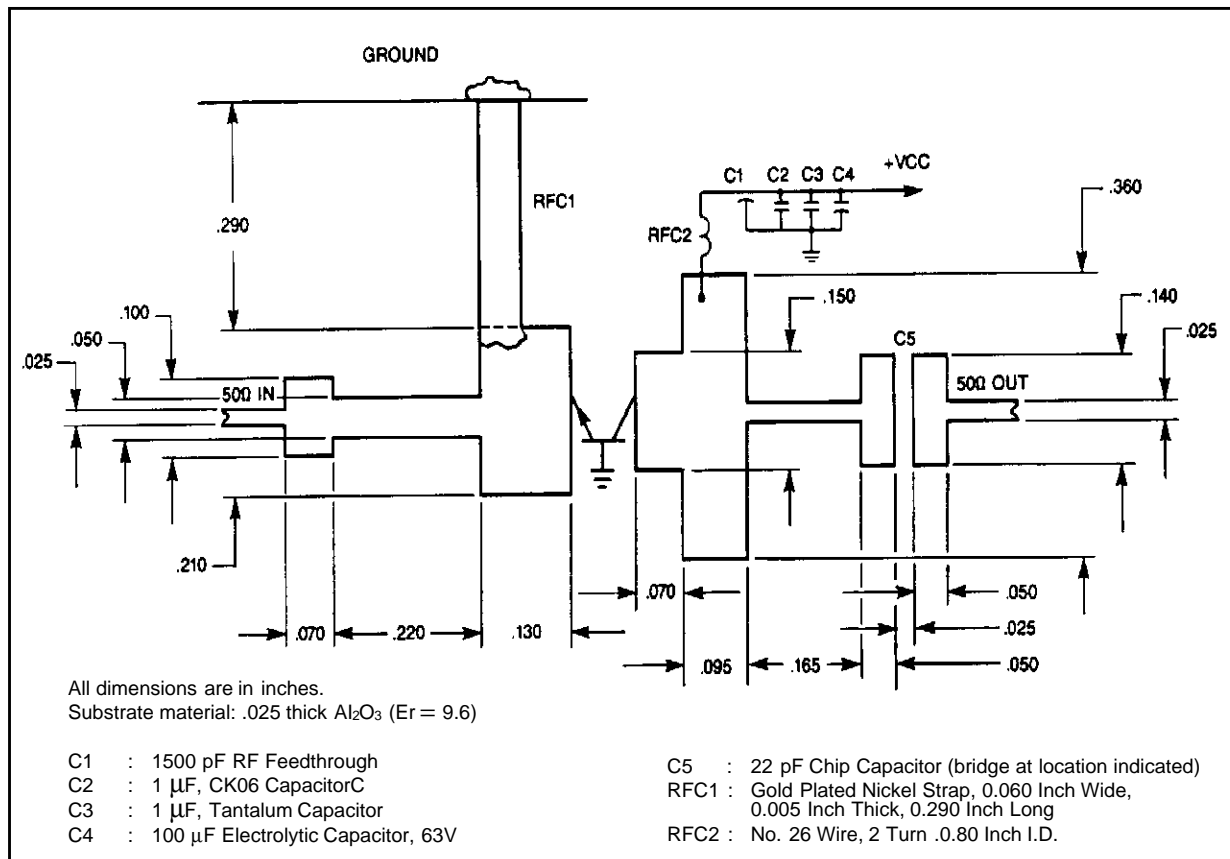 GROUND
+VCC
C1 C2 C3 C4
.360
RFC1
.290
RFC2
.100
.150
.140
.050
C5
.025
.025
50Ω IN
50Ω OUT
.210
.070
.050
.070
.220
.130
.025
.095
.165
.050
All dimensions are in inches.
Substrate material: .025 thick Al₂O₃ (Er = 9.6)
C1 : 1500 pF RF Feedthrough
C2 : 1 µF, CK06 CapacitorC
C3 : 1 µF, Tantalum Capacitor
C4 : 100 µF Electrolytic Capacitor, 63V
C5 : 22 pF Chip Capacitor (bridge at location indicated)
RFC1 : Gold Plated Nickel Strap, 0.060 Inch Wide,
0.005 Inch Thick, 0.290 Inch Long
RFC2 : No. 26 Wire, 2 Turn .0.80 Inch I.D.